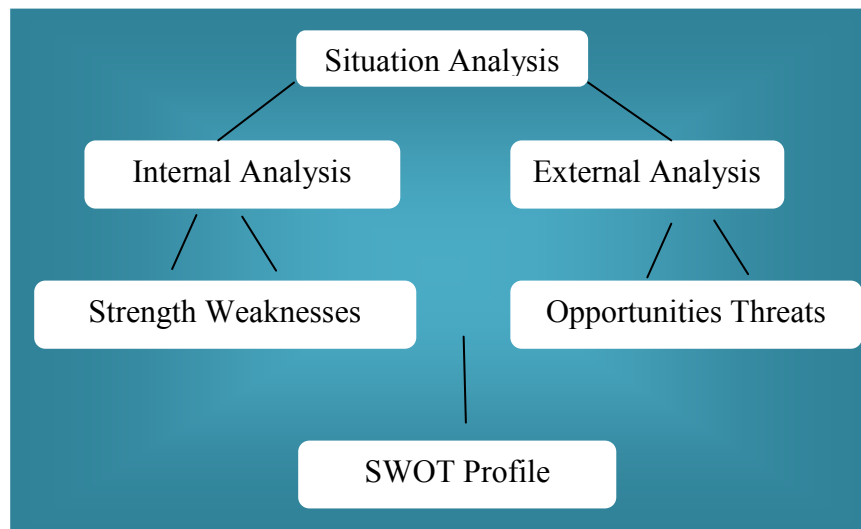 Situation Analysis
Internal Analysis
External Analysis
Strength Weaknesses
Opportunities Threats
SWOT Profile